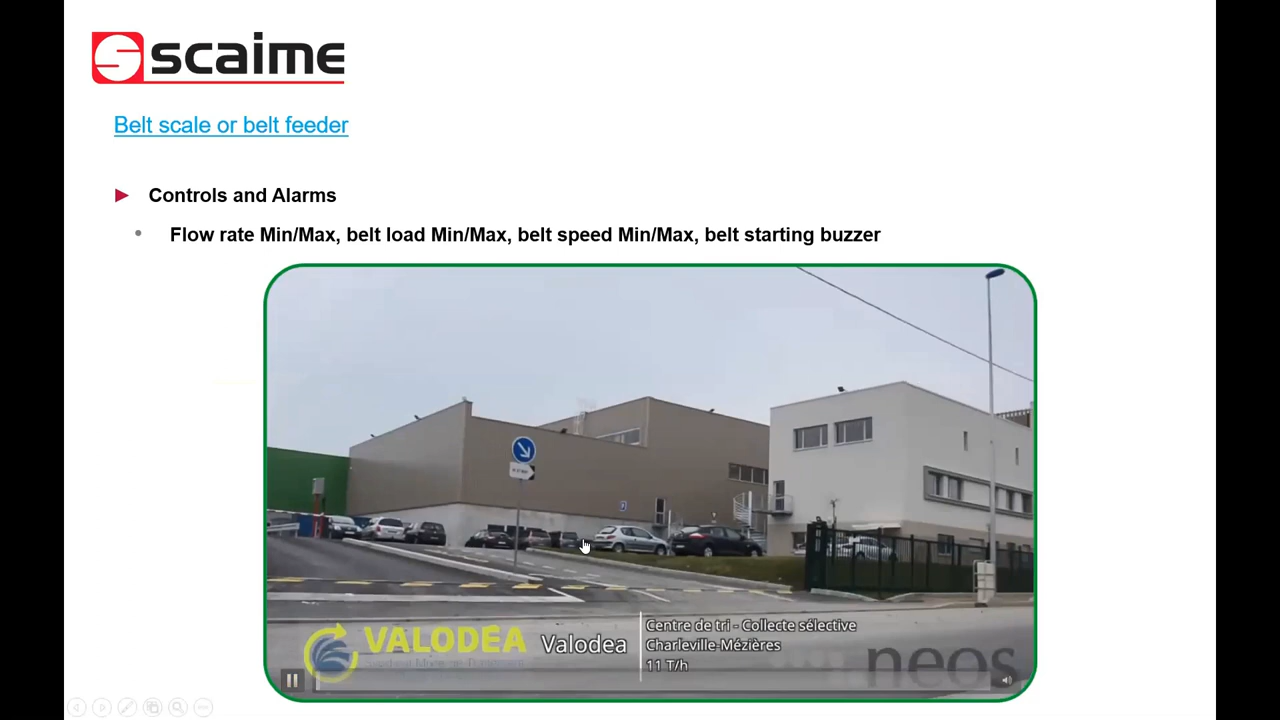 scaime
Belt scale or belt feeder
Controls and Alarms
Flow rate Min/Max, belt load Min/Max, belt speed Min/Max, belt starting buzzer
VALODEA Valodea
Centre de tri - Collecte sélective
Charleville-Mézières
11 T/h
neos